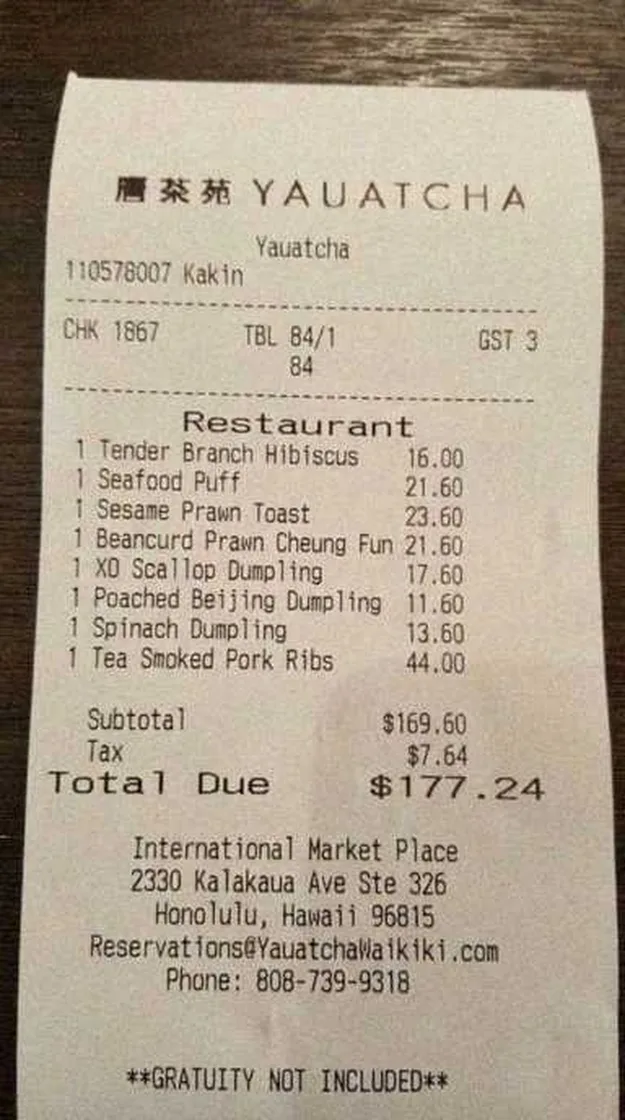 唐茶苑 YAUATCHA
Yauatcha
110578007 Kakin
CHK 1867 TBL 84/1 GST 3
84
Restaurant
1 Tender Branch Hibiscus 16.00
1 Seafood Puff 21.60
1 Sesame Prawn Toast 23.60
1 Beancurd Prawn Cheung Fun 21.60
1 XO Scallop Dumpling 17.60
1 Poached Beijing Dumpling 11.60
1 Spinach Dumpling 13.60
1 Tea Smoked Pork Ribs 44.00
Subtotal $169.60
Tax $7.64
Total Due $177.24
International Market Place
2330 Kalakaua Ave Ste 326
Honolulu, Hawaii 96815
Reservations@YauatchaWaikiki.com
Phone: 808-739-9318
**GRATUITY NOT INCLUDED**